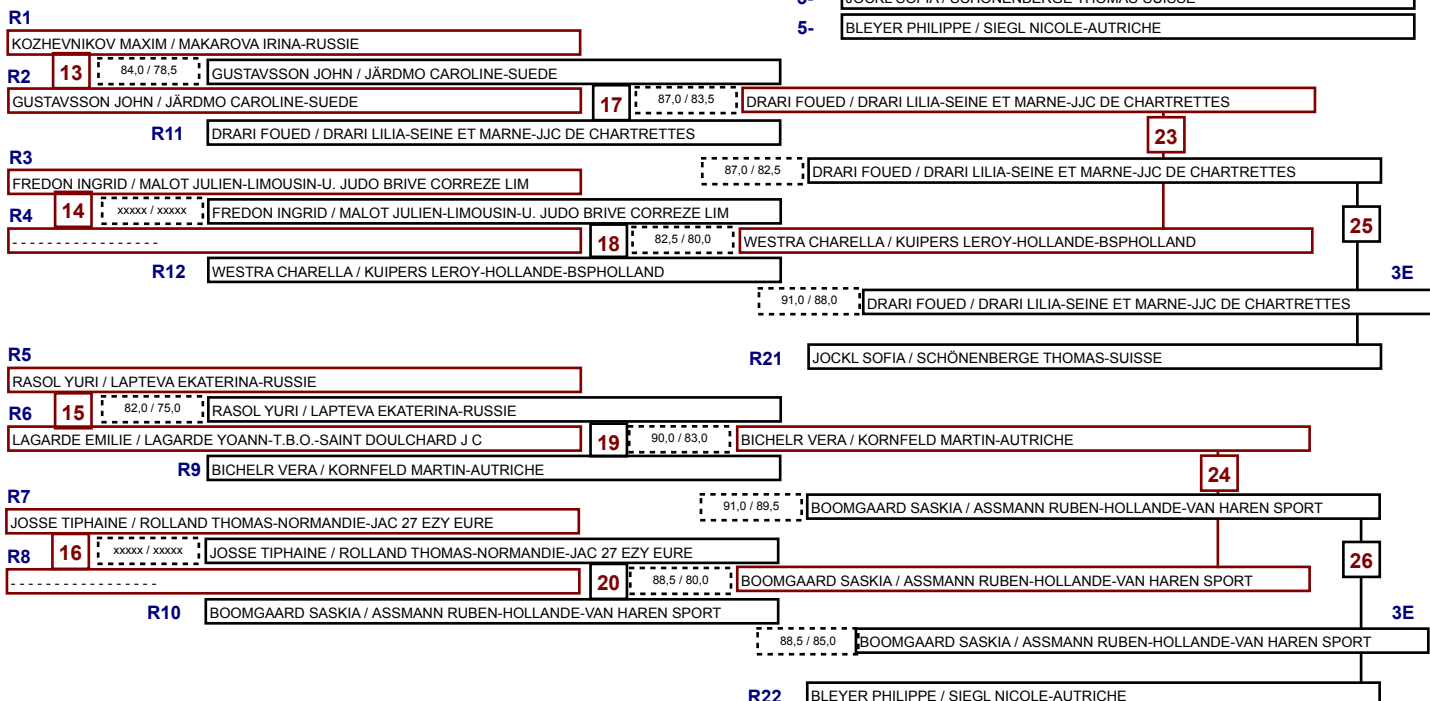 5- JOCKL SOFIA / SCHÖNENBERGE THOMAS-SUISSE
R1
5- BLEYER PHILIPPE / SIEGL NICOLE-AUTRICHE
KOZHEVNIKOV MAXIM / MAKAROVA IRINA-RUSSIE
R2 13 84,0 / 78,5 GUSTAVSSON JOHN / JÄRDMO CAROLINE-SUEDE
GUSTAVSSON JOHN / JÄRDMO CAROLINE-SUEDE 17 87,0 / 83,5 DRARI FOUED / DRARI LILIA-SEINE ET MARNE-JJC DE CHARTRETTES
R11 DRARI FOUED / DRARI LILIA-SEINE ET MARNE-JJC DE CHARTRETTES 23
R3
87,0 / 82,5 DRARI FOUED / DRARI LILIA-SEINE ET MARNE-JJC DE CHARTRETTES
FREDON INGRID / MALOT JULIEN-LIMOUSIN-U. JUDO BRIVE CORREZE LIM
R4 14 xxxxx / xxxxx FREDON INGRID / MALOT JULIEN-LIMOUSIN-U. JUDO BRIVE CORREZE LIM 25
- - - - - - - - - - - - - - - - - 18 82,5 / 80,0 WESTRA CHARELLA / KUIPERS LEROY-HOLLANDE-BSPHOLLAND
R12 WESTRA CHARELLA / KUIPERS LEROY-HOLLANDE-BSPHOLLAND 3E
91,0 / 88,0 DRARI FOUED / DRARI LILIA-SEINE ET MARNE-JJC DE CHARTRETTES
R5
R21 JOCKL SOFIA / SCHÖNENBERGE THOMAS-SUISSE
RASOL YURI / LAPTEVA EKATERINA-RUSSIE
R6 15 82,0 / 75,0 RASOL YURI / LAPTEVA EKATERINA-RUSSIE
LAGARDE EMILIE / LAGARDE YOANN-T.B.O.-SAINT DOULCHARD J C 19 90,0 / 83,0 BICHELR VERA / KORNFELD MARTIN-AUTRICHE
R9 BICHELR VERA / KORNFELD MARTIN-AUTRICHE 24
R7
91,0 / 89,5 BOOMGAARD SASKIA / ASSMANN RUBEN-HOLLANDE-VAN HAREN SPORT
JOSSE TIPHAINE / ROLLAND THOMAS-NORMANDIE-JAC 27 EZY EURE
R8 16 xxxxx / xxxxx JOSSE TIPHAINE / ROLLAND THOMAS-NORMANDIE-JAC 27 EZY EURE 26
- - - - - - - - - - - - - - - - - 20 88,5 / 80,0 BOOMGAARD SASKIA / ASSMANN RUBEN-HOLLANDE-VAN HAREN SPORT
R10 BOOMGAARD SASKIA / ASSMANN RUBEN-HOLLANDE-VAN HAREN SPORT 3E
88,5 / 85,0 BOOMGAARD SASKIA / ASSMANN RUBEN-HOLLANDE-VAN HAREN SPORT
R22 BLEYER PHILIPPE / SIEGL NICOLE-AUTRICHE